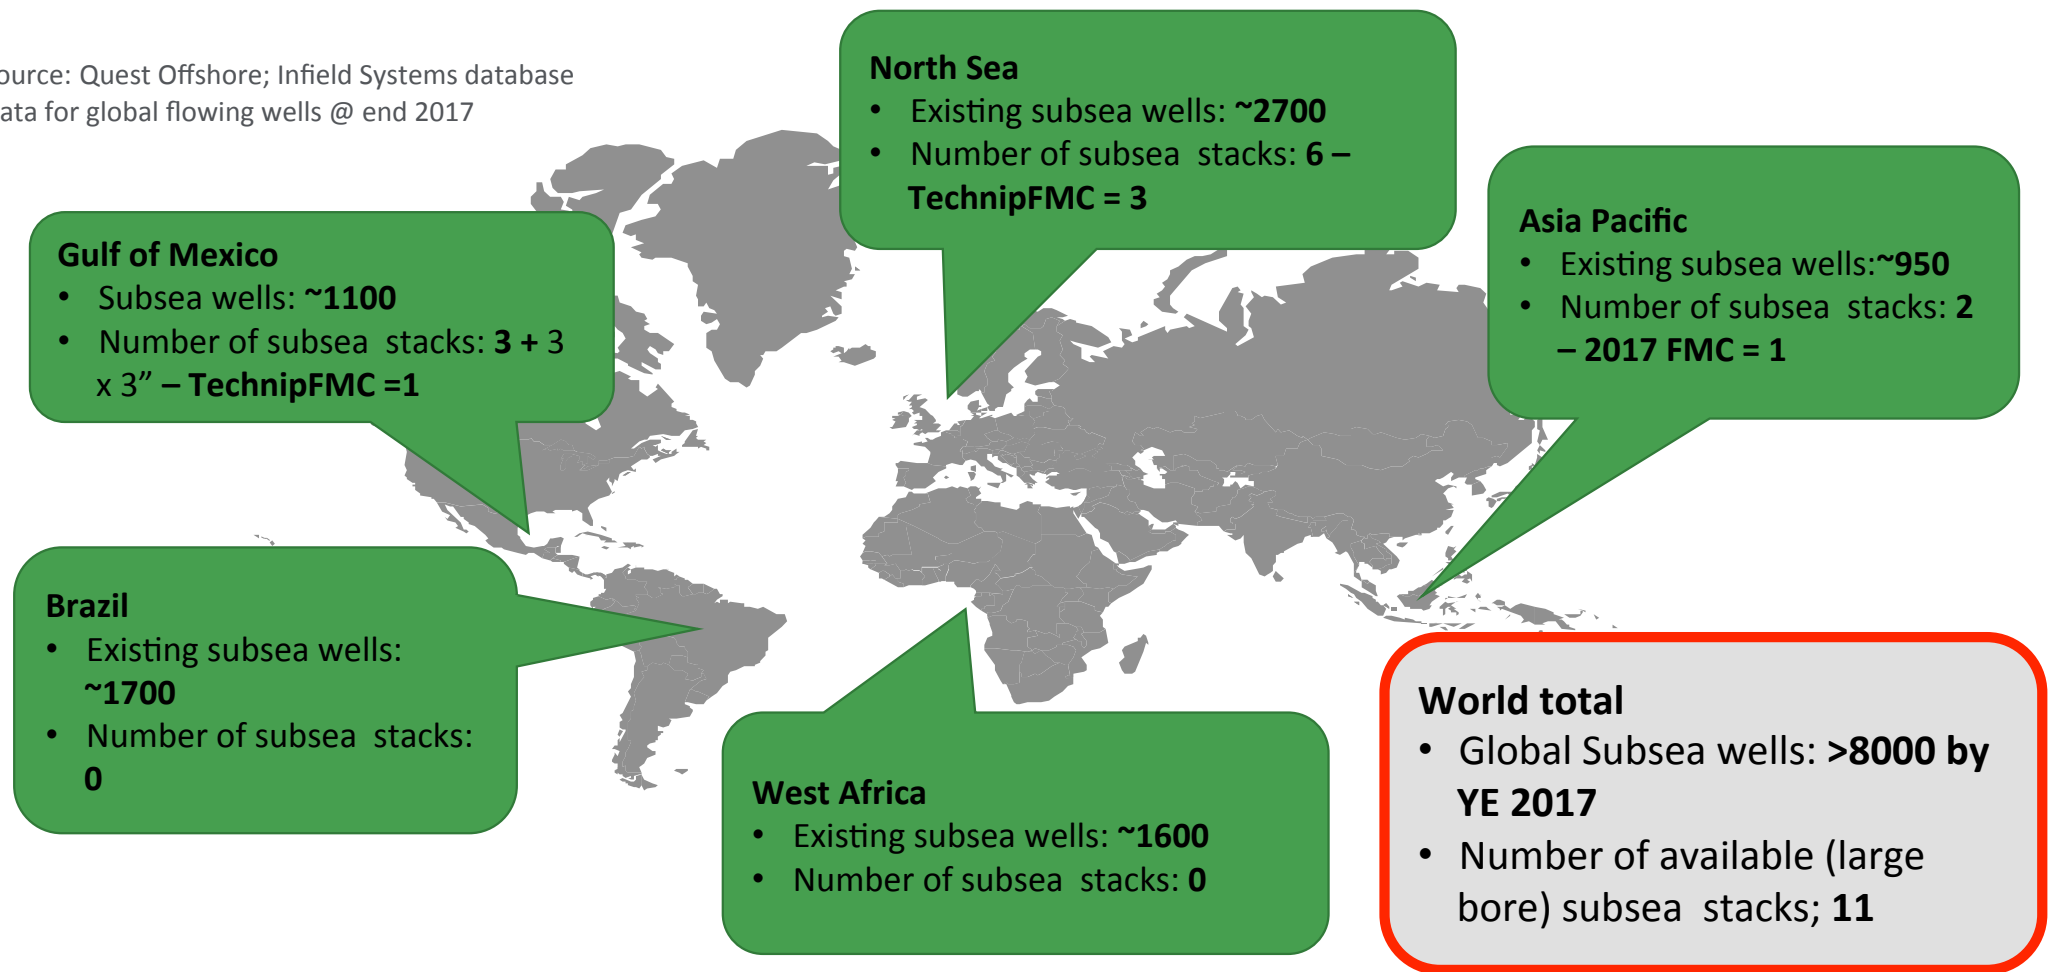 ource: Quest Offshore; Infield Systems database
ata for global flowing wells @ end 2017
North Sea
• Existing subsea wells: ~2700
• Number of subsea stacks: 6 –
TechnipFMC = 3
Asia Pacific
• Existing subsea wells:~950
• Number of subsea stacks: 2
– 2017 FMC = 1
Gulf of Mexico
• Subsea wells: ~1100
• Number of subsea stacks: 3 + 3
x 3” – TechnipFMC =1
Brazil
• Existing subsea wells:
~1700
• Number of subsea stacks:
0
West Africa
• Existing subsea wells: ~1600
• Number of subsea stacks: 0
World total
• Global Subsea wells: >8000 by
YE 2017
• Number of available (large
bore) subsea stacks; 11